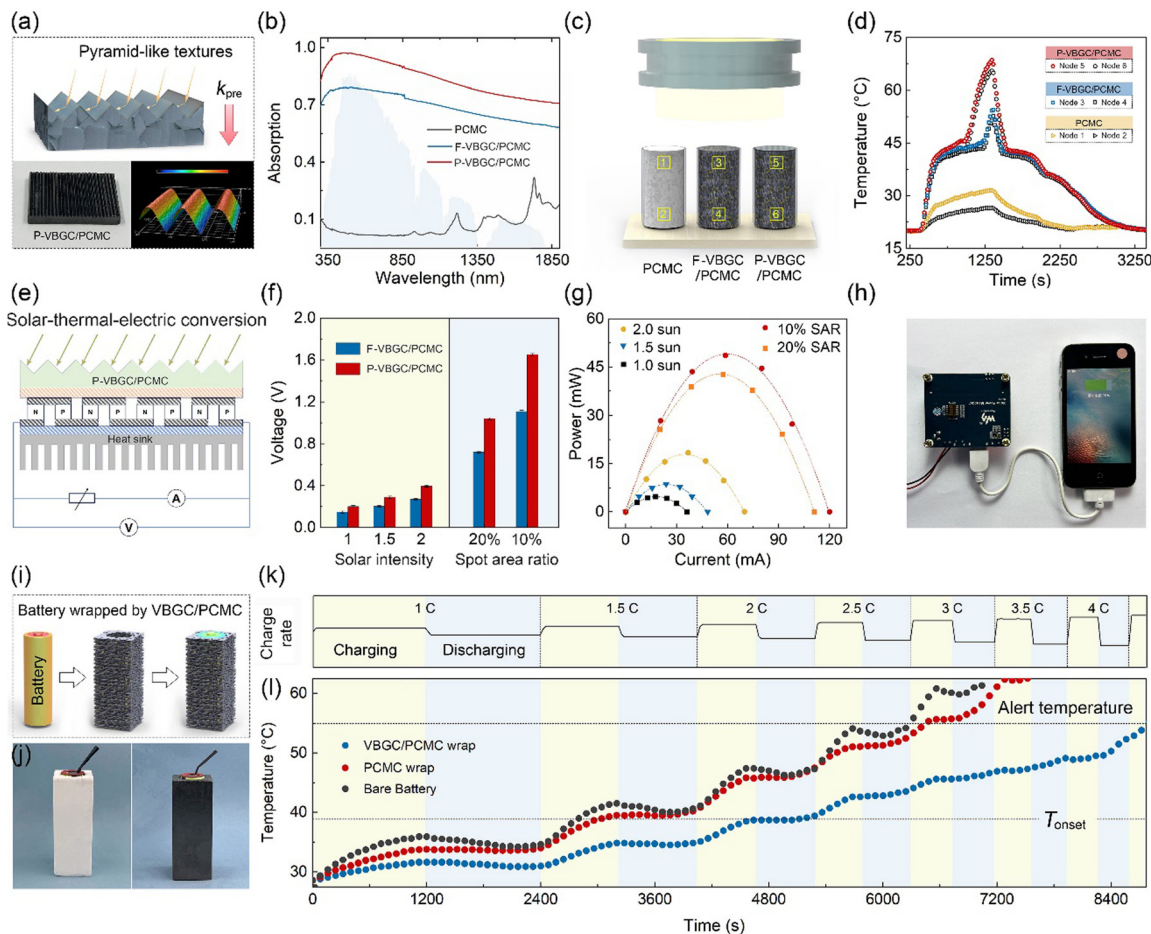 (a)
Pyramid-like textures
kpre
P-VBGC/PCMC
(b)
Absorption
1.0
0.7
0.4
0.1
350 850 1350 1850
Wavelength (nm)
PCMC
F-VBGC/PCMC
P-VBGC/PCMC
(c)
1 3 5
2 4 6
PCMC F-VBGC P-VBGC
/PCMC /PCMC
(d)
Temperature (°C)
75
60
45
30
15
250 1250 2250 3250
Time (s)
P-VBGC/PCMC
Node 5 Node 6
F-VBGC/PCMC
Node 3 Node 4
PCMC
Node 1 Node 2
(e)
Solar-thermal-electric conversion
P-VBGC/PCMC
N P N P N P N P
Heat sink
A
V
(f)
Voltage (V)
2.0
1.6
1.2
0.8
0.4
0.0
F-VBGC/PCMC
P-VBGC/PCMC
1 1.5 2 20% 10%
Solar intensity Spot area ratio
(g)
Power (mW)
60
45
30
15
0
0 30 60 90 120
Current (mA)
2.0 sun
1.5 sun
1.0 sun
10% SAR
20% SAR
(h)
(i)
Battery wrapped by VBGC/PCMC
Battery
(j)
(k)
Charge
rate
1 C 1.5 C 2 C 2.5 C 3 C 3.5 C 4 C
Charging Discharging
(l)
Temperature (°C)
60
50
40
30
Alert temperature
VBGC/PCMC wrap
PCMC wrap
Bare Battery
Tonset
0 1200 2400 3600 4800 6000 7200 8400
Time (s)